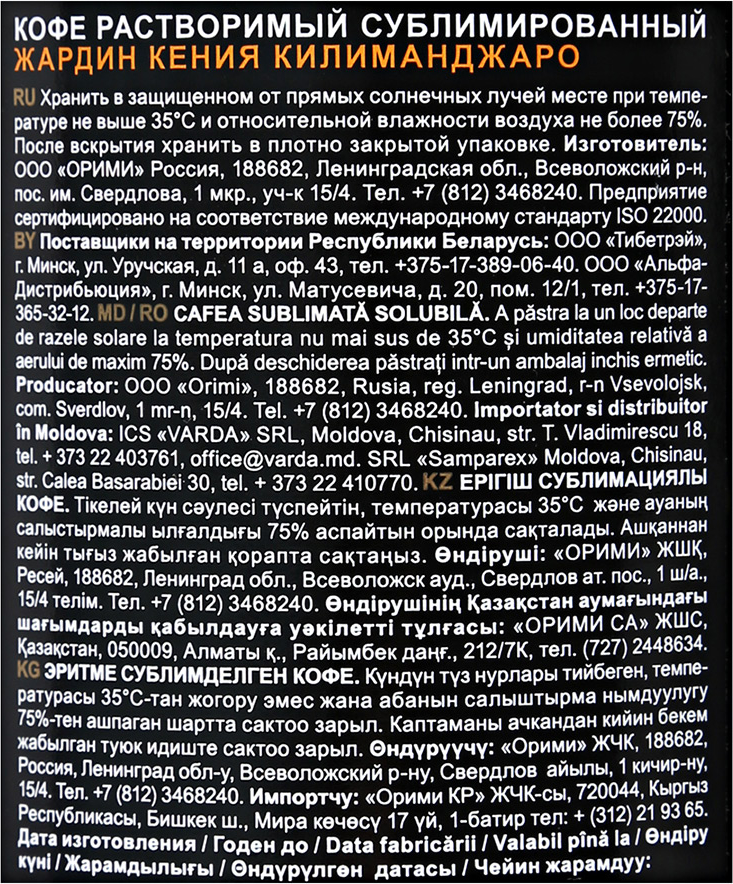 КОФЕ РАСТВОРИМЫЙ СУБЛИМИРОВАННЫЙ
ЖАРДИН КЕНИЯ КИЛИМАНДЖАРО
RU Хранить в защищенном от прямых солнечных лучей месте при темпе-
ратуре не выше 35°С и относительной влажности воздуха не более 75%.
После вскрытия хранить в плотно закрытой упаковке. Изготовитель:
ООО «ОРИМИ» Россия, 188682, Ленинградская обл., Всеволожский р-н,
пос. им. Свердлова, 1 мкр., уч-к 15/4. Тел. +7 (812) 3468240. Предприятие
сертифицировано на соответствие международному стандарту ISO 22000.
BY Поставщики на территории Республики Беларусь: ООО «Тибетрэй»,
г. Минск, ул. Уручская, д. 11 а, оф. 43, тел. +375-17-389-06-40. ООО «Альфа-
Дистрибьюция», г. Минск, ул. Матусевича, д. 20, пом. 12/1, тел. +375-17-
365-32-12. MD / RO CAFEA SUBLIMATĂ SOLUBILĂ. A păstra la un loc departe
de razele solare la temperatura nu mai sus de 35°C și umiditatea relativă a
aerului de maxim 75%. După deschiderea păstrați intr-un ambalaj inchis ermetic.
Producator: OOO «Orimi», 188682, Rusia, reg. Leningrad, r-n Vsevolojsk,
com. Sverdlov, 1 mr-n, 15/4. Tel. +7 (812) 3468240. Importator si distribuitor
în Moldova: ICS «VARDA» SRL, Moldova, Chisinau, str. T. Vladimirescu 18,
tel. + 373 22 403761, office@varda.md. SRL «Samparex» Moldova, Chisinau,
str. Calea Basarabiei 30, tel. + 373 22 410770. KZ ЕРІГІШ СУБЛИМАЦИЯЛЫ
КОФЕ. Тікелей күн сәулесі түспейтін, температурасы 35°С және ауаның
салыстырмалы ылғалдығы 75% аспайтын орында сақталады. Ашқаннан
кейін тығыз жабылған қорапта сақтаңыз. Өндіруші: «ОРИМИ» ЖШҚ,
Ресей, 188682, Ленинград обл., Всеволожск ауд., Свердлов ат. пос., 1 ш/а.,
15/4 телім. Тел. +7 (812) 3468240. Өндірушінің Қазақстан аумағындағы
шағымдарды қабылдауға уәкілетті тұлғасы: «ОРИМИ СА» ЖШС,
Қазақстан, 050009, Алматы қ., Райымбек даңғ., 212/7К, тел. (727) 2448634.
KG ЭРИТМЕ СУБЛИМДЕЛГЕН КОФЕ. Күндүн түз нурлары тийбеген, темпе-
ратурасы 35°С-тан жогору эмес жана абанын салыштырма нымдуулугу
75%-тен ашпаган шартта сактоо зарыл. Каптаманы ачкандан кийин бекем
жабылган туюк идиште сактоо зарыл. Өндүрүүчү: «Орими» ЖЧК, 188682,
Россия, Ленинград обл-у, Всеволожский р-ну, Свердлов айылы, 1 кичир-ну,
15/4. Тел. +7 (812) 3468240. Импортчу: «Орими КР» ЖЧК-сы, 720044, Кыргыз
Республикасы, Бишкек ш., Мира көчөсү 17 үй, 1-батир тел: + (312) 21 93 65.
Дата изготовления / Годен до / Data fabricării / Valabil pînă la / Өндіру
күні / Жарамдылығы / Өндүрүлгөн датасы / Чейин жарамдуу: